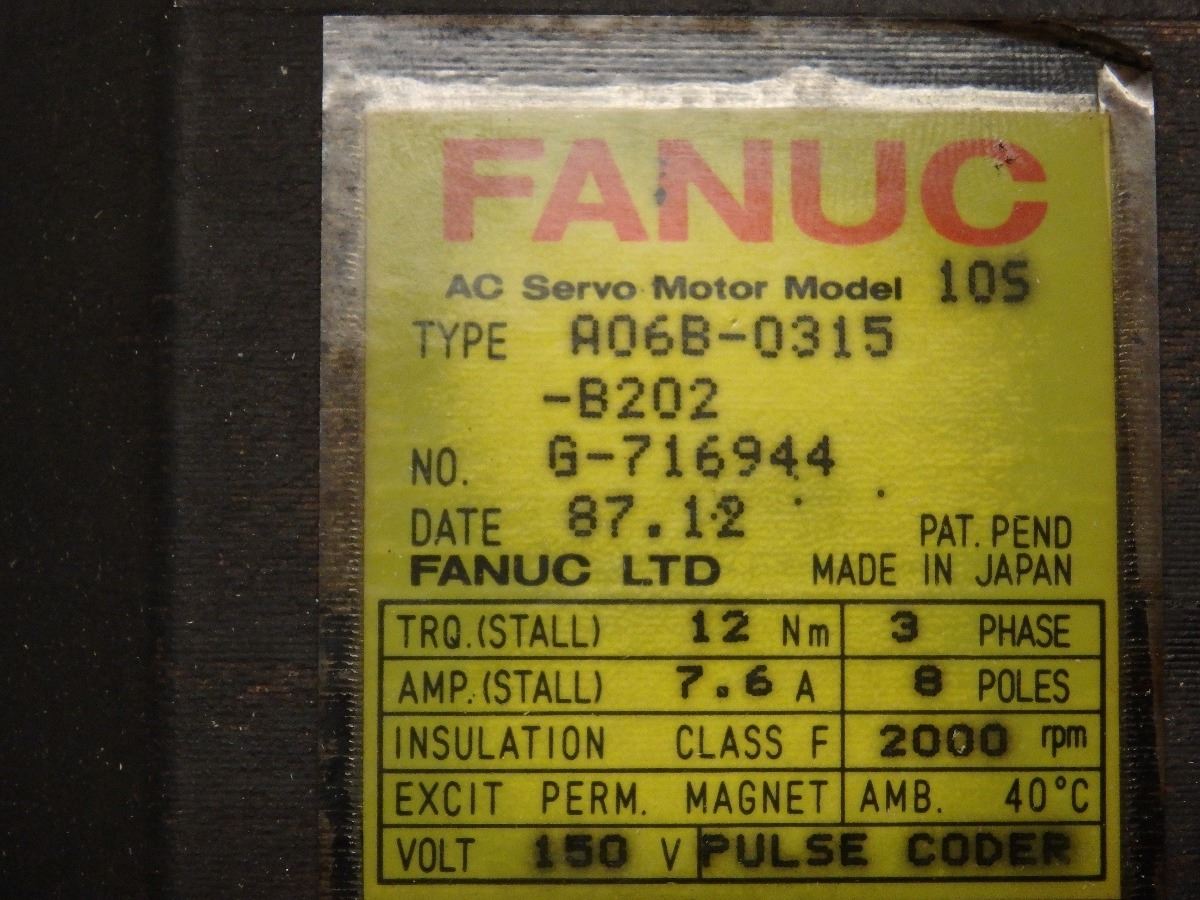 FANUC
AC Servo Motor Model 10S
TYPE A06B-0315
-B202
NO. G-716944
DATE 87.12
PAT. PEND
FANUC LTD MADE IN JAPAN
TRQ.(STALL) 12 Nm 3 PHASE
AMP.(STALL) 7.6 A 8 POLES
INSULATION CLASS F 2000 rpm
EXCIT PERM. MAGNET AMB. 40°C
VOLT 150 V PULSE CODER